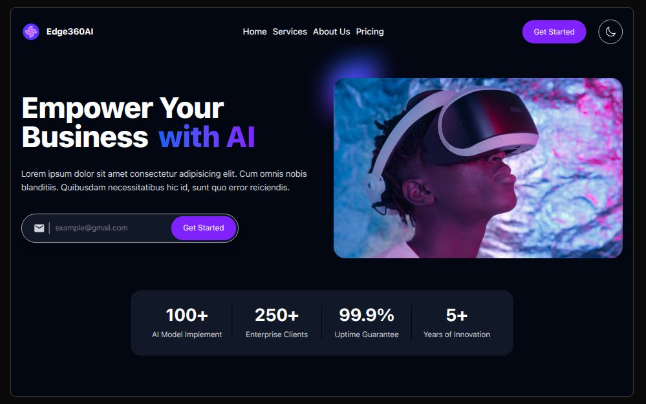 Edge360AI
Home Services About Us Pricing
Get Started
Empower Your
Business with AI
Lorem ipsum dolor sit amet consectetur adipisicing elit. Cum omnis nobis
blanditiis. Quibusdam necessitatibus hic id, sunt quo error reiciendis.
example@gmail.com
Get Started
100+
AI Model Implement
250+
Enterprise Clients
99.9%
Uptime Guarantee
5+
Years of Innovation